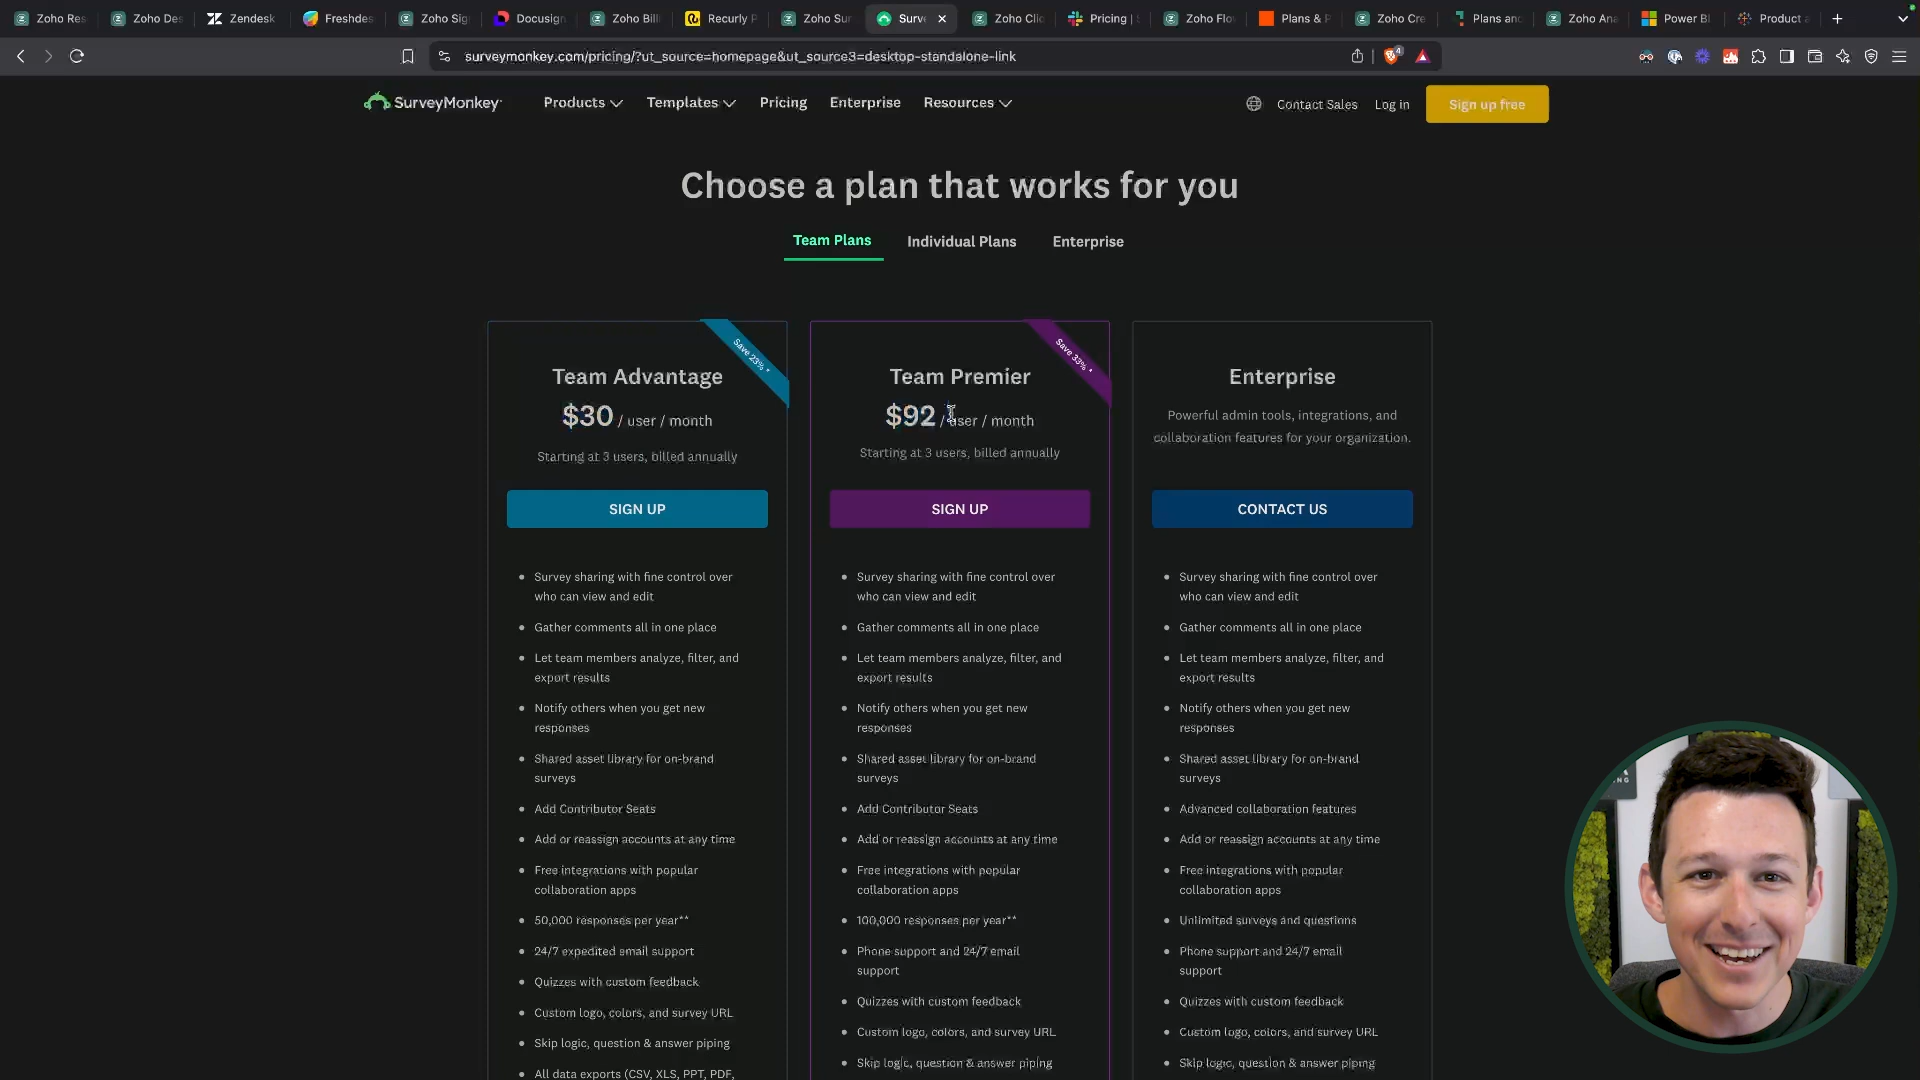 Zoho Res
Zoho Des
Zendesk
Freshdes
Zoho Sig
Docusign
Zoho Bill
Recurly P
Zoho Sur
Surve
Zoho Clic
Pricing | S
Zoho Flo
Plans & P
Zoho Cre
Plans and
Zoho Ana
Power BI
Product a
surveymonkey.com/pricing/?ut_source=homepage&ut_source3=desktop-standalone-link
4
SurveyMonkey
Products
Templates
Pricing
Enterprise
Resources
Contact Sales
Log in
Sign up free
Choose a plan that works for you
Team Plans
Individual Plans
Enterprise
Save 23% *
Team Advantage
$30 / user / month
Starting at 3 users, billed annually
SIGN UP
Survey sharing with fine control over
who can view and edit
Gather comments all in one place
Let team members analyze, filter, and
export results
Notify others when you get new
responses
Shared asset library for on-brand
surveys
Add Contributor Seats
Add or reassign accounts at any time
Free integrations with popular
collaboration apps
50,000 responses per year**
24/7 expedited email support
Quizzes with custom feedback
Custom logo, colors, and survey URL
Skip logic, question & answer piping
All data exports (CSV, XLS, PPT, PDF,
Save 33% *
Team Premier
$92 / user / month
Starting at 3 users, billed annually
SIGN UP
Survey sharing with fine control over
who can view and edit
Gather comments all in one place
Let team members analyze, filter, and
export results
Notify others when you get new
responses
Shared asset library for on-brand
surveys
Add Contributor Seats
Add or reassign accounts at any time
Free integrations with popular
collaboration apps
100,000 responses per year**
Phone support and 24/7 email
support
Quizzes with custom feedback
Custom logo, colors, and survey URL
Skip logic, question & answer piping
Enterprise
Powerful admin tools, integrations, and
collaboration features for your organization.
CONTACT US
Survey sharing with fine control over
who can view and edit
Gather comments all in one place
Let team members analyze, filter, and
export results
Notify others when you get new
responses
Shared asset library for on-brand
surveys
Advanced collaboration features
Add or reassign accounts at any time
Free integrations with popular
collaboration apps
Unlimited surveys and questions
Phone support and 24/7 email
support
Quizzes with custom feedback
Custom logo, colors, and survey URL
Skip logic, question & answer piping